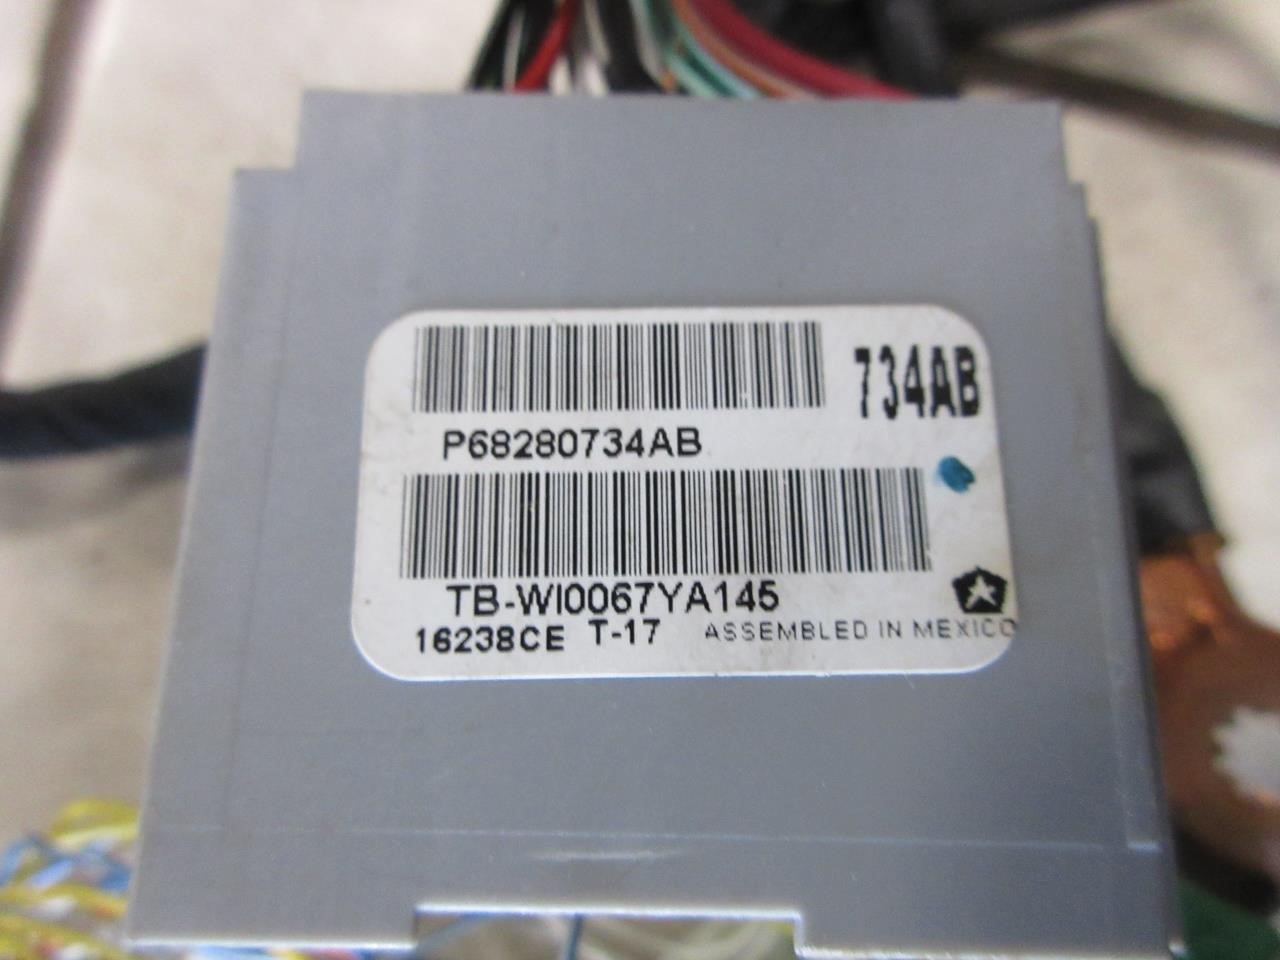 734AB
P68280734AB
TB-WI0067YA145
16238CE T-17 ASSEMBLED IN MEXICO